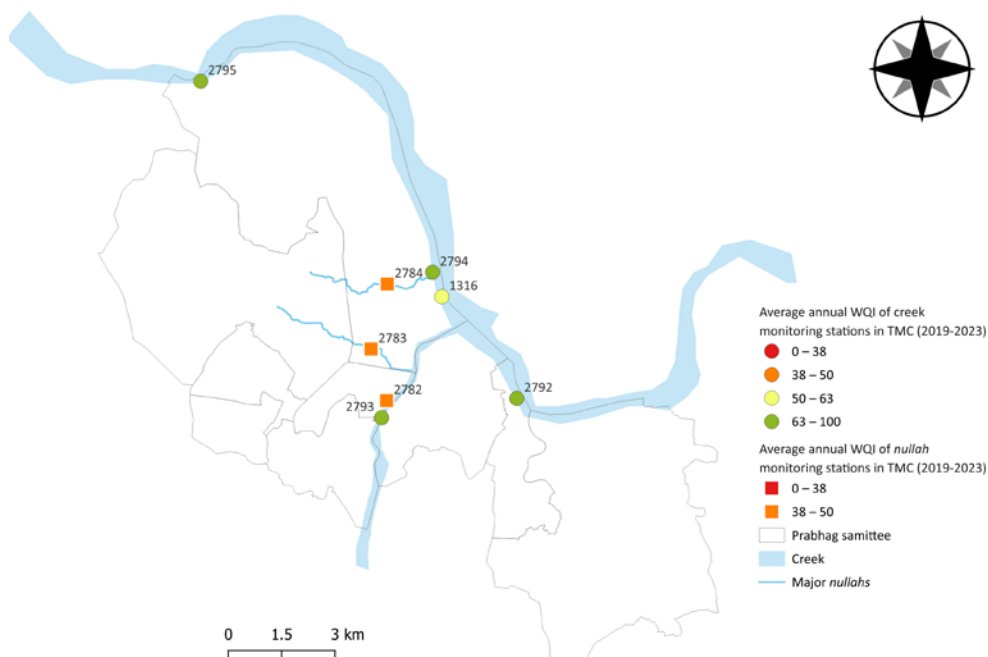 2795
2794
2784
1316
2783
2782
2792
2793
Average annual WQI of creek
monitoring stations in TMC (2019-2023)
0 – 38
38 – 50
50 – 63
63 – 100
Average annual WQI of nullah
monitoring stations in TMC (2019-2023)
0 – 38
38 – 50
Prabhag samittee
Creek
Major nullahs
0 1.5 3 km